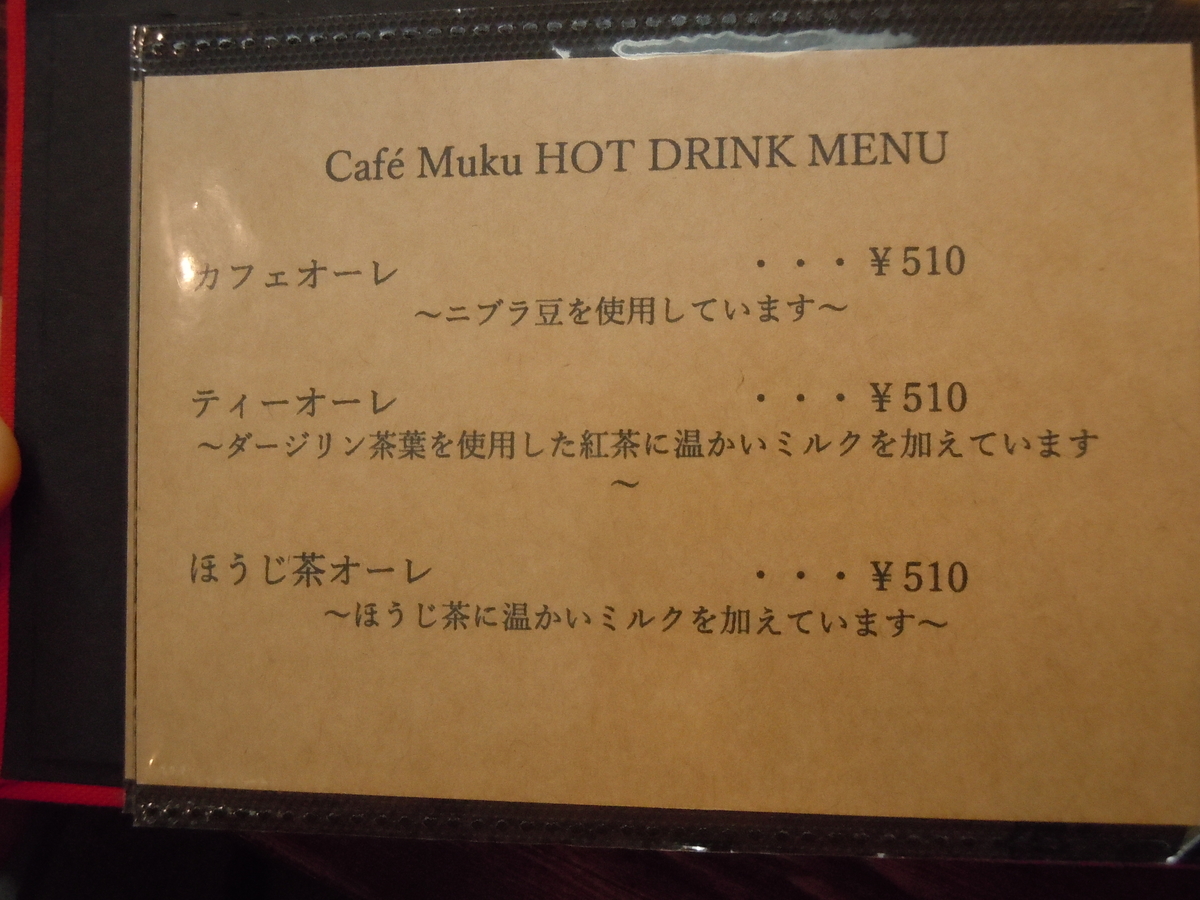 Café Muku HOT DRINK MENU
カフェオーレ ・・・¥510
～ニブラ豆を使用しています～
ティーオーレ ・・・¥510
～ダージリン茶葉を使用した紅茶に温かいミルクを加えています
～
ほうじ茶オーレ ・・・¥510
～ほうじ茶に温かいミルクを加えています～